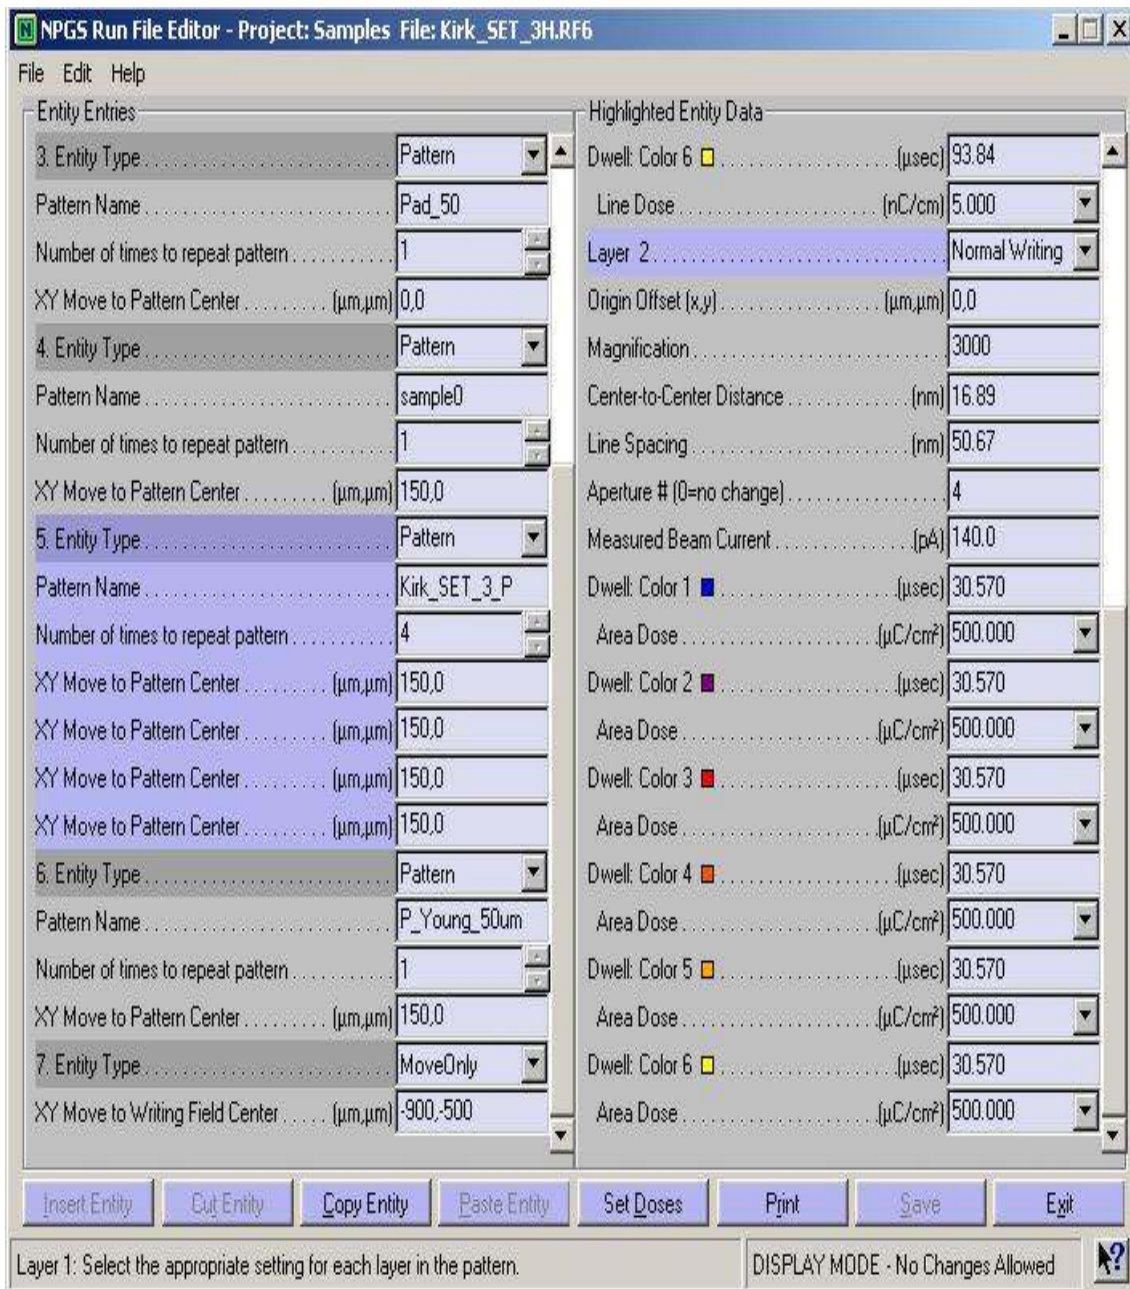 NPGS Run File Editor - Project: Samples File: Kirk_SET_3H.RF6
File Edit Help
Entity Entries
3. Entity Type Pattern
Pattern Name Pad_50
Number of times to repeat pattern 1
XY Move to Pattern Center (µm,µm) 0,0
4. Entity Type Pattern
Pattern Name sample0
Number of times to repeat pattern 1
XY Move to Pattern Center (µm,µm) 150,0
5. Entity Type Pattern
Pattern Name Kirk_SET_3_P
Number of times to repeat pattern 4
XY Move to Pattern Center (µm,µm) 150,0
XY Move to Pattern Center (µm,µm) 150,0
XY Move to Pattern Center (µm,µm) 150,0
XY Move to Pattern Center (µm,µm) 150,0
6. Entity Type Pattern
Pattern Name P_Young_50um
Number of times to repeat pattern 1
XY Move to Pattern Center (µm,µm) 150,0
7. Entity Type MoveOnly
XY Move to Writing Field Center (µm,µm) -900,-500
Highlighted Entity Data
Dwell: Color 6 (µsec) 93.84
Line Dose (nC/cm) 5.000
Layer 2 Normal Writing
Origin Offset (x,y) (µm,µm) 0,0
Magnification 3000
Center-to-Center Distance (nm) 16.89
Line Spacing (nm) 50.67
Aperture # (0=no change) 4
Measured Beam Current (pA) 140.0
Dwell: Color 1 (µsec) 30.570
Area Dose (µC/cm²) 500.000
Dwell: Color 2 (µsec) 30.570
Area Dose (µC/cm²) 500.000
Dwell: Color 3 (µsec) 30.570
Area Dose (µC/cm²) 500.000
Dwell: Color 4 (µsec) 30.570
Area Dose (µC/cm²) 500.000
Dwell: Color 5 (µsec) 30.570
Area Dose (µC/cm²) 500.000
Dwell: Color 6 (µsec) 30.570
Area Dose (µC/cm²) 500.000
Insert Entity Cut Entity Copy Entity Paste Entity Set Doses Print Save Exit
Layer 1: Select the appropriate setting for each layer in the pattern. DISPLAY MODE - No Changes Allowed